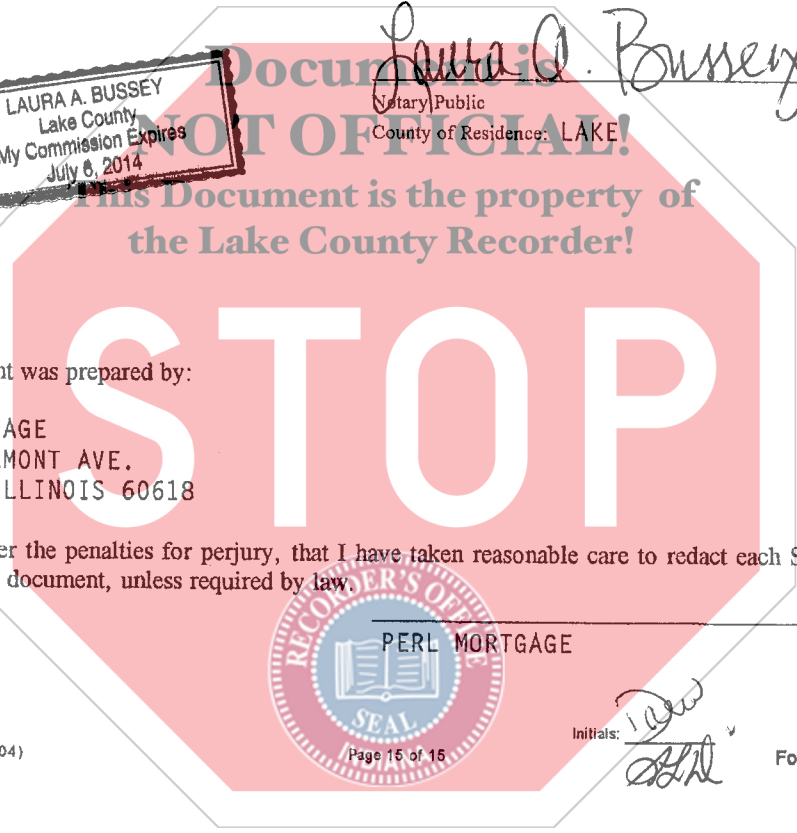 Laura A. Bussey
Document is
LAURA A. BUSSEY
Lake County
My Commission Expires
July 6, 2014
Notary Public
County of Residence: LAKE
NOT OFFICIAL!
This Document is the property of
the Lake County Recorder!
STOP
nt was prepared by:
AGE
MONT AVE.
LLINOIS 60618
er the penalties for perjury, that I have taken reasonable care to redact each S
document, unless required by law.
RECORDER'S OFFICE
SEAL
INDIANA
PERL MORTGAGE
Initials:
04)
Page 15 of 15
Fo